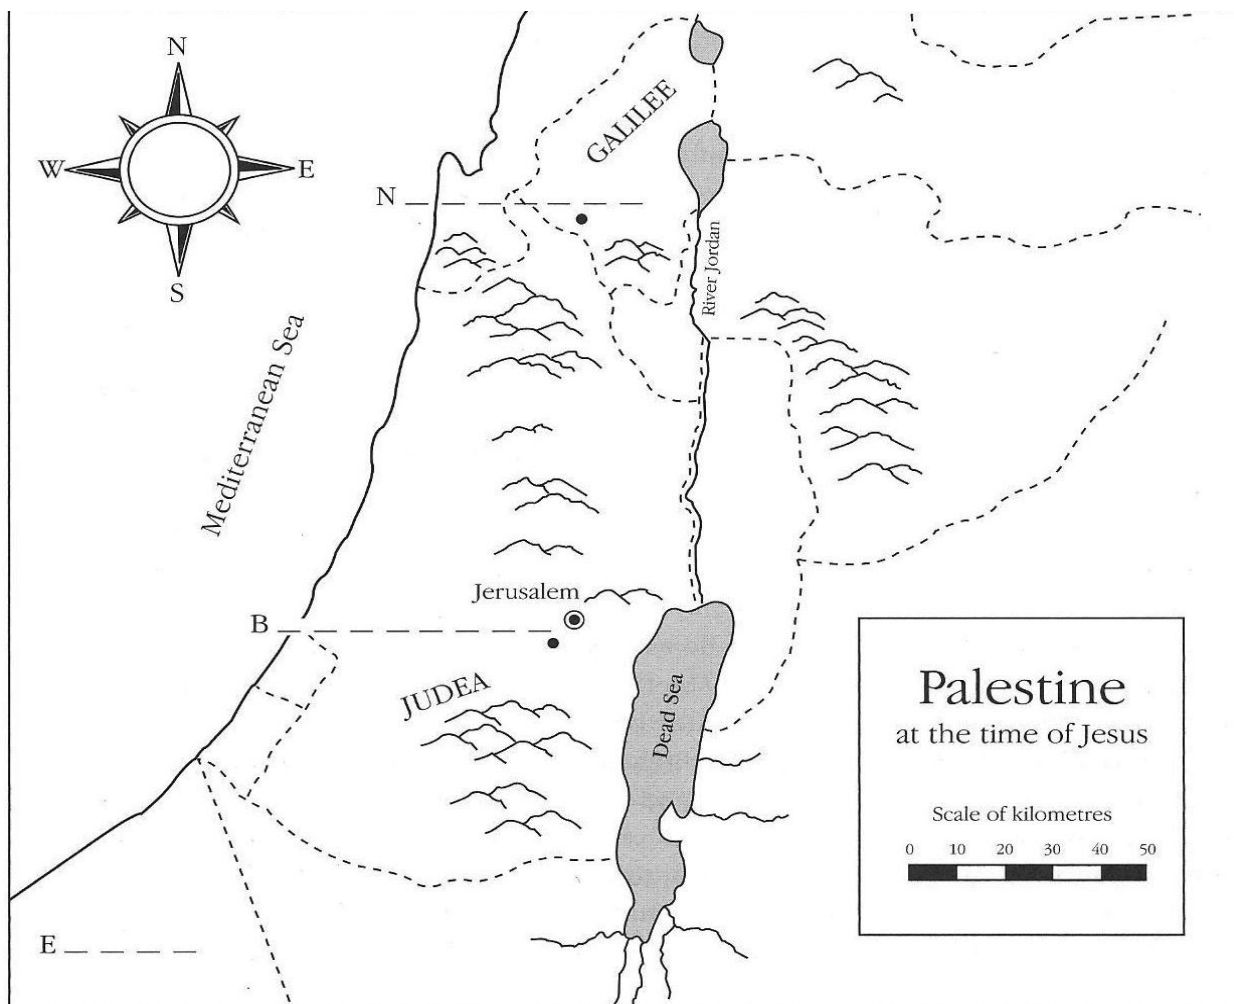 N
W
E
S
GALILEE
N
River Jordan
Mediterranean Sea
Jerusalem
B
JUDEA
Dead Sea
Palestine
at the time of Jesus
Scale of kilometres
0 10 20 30 40 50
E